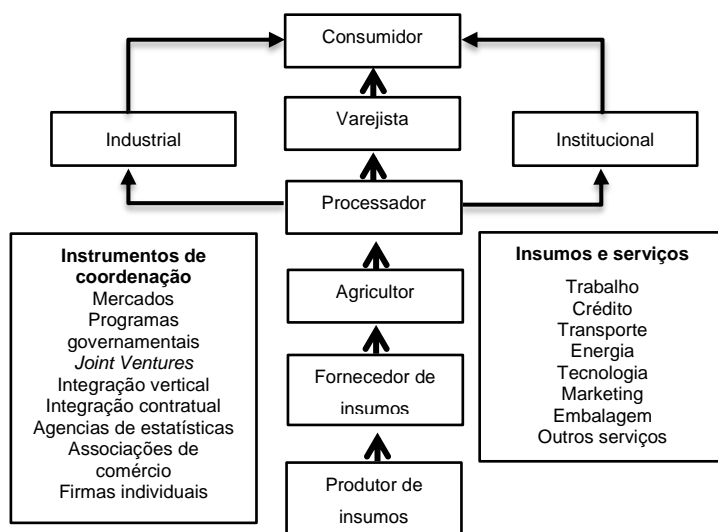 Consumidor
Varejista
Industrial
Institucional
Processador
Instrumentos de
coordenação
Mercados
Programas
governamentais
Joint Ventures
Integração vertical
Integração contratual
Agencias de estatísticas
Associações de
comércio
Firmas individuais
Agricultor
Fornecedor de
insumos
Produtor de
insumos
Insumos e serviços
Trabalho
Crédito
Transporte
Energia
Tecnologia
Marketing
Embalagem
Outros serviços